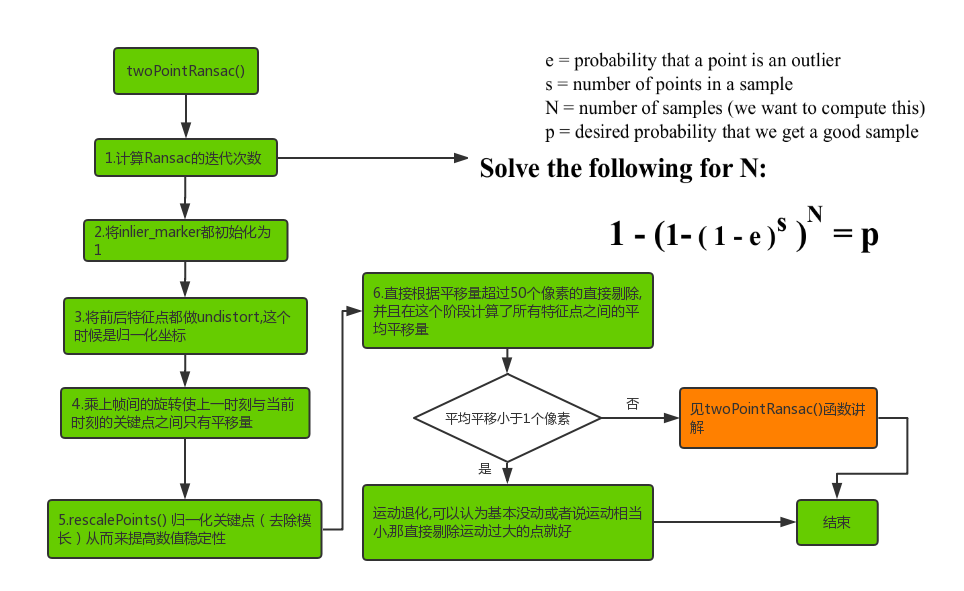 twoPointRansac()
1.计算Ransac的迭代次数
2.将inlier_marker都初始化为
1
3.将前后特征点都做undistort,这个
时候是归一化坐标
4.乘上帧间的旋转使上一时刻与当前
时刻的关键点之间只有平移量
5.rescalePoints() 归一化关键点（去除模
长）从而来提高数值稳定性
e = probability that a point is an outlier
s = number of points in a sample
N = number of samples (we want to compute this)
p = desired probability that we get a good sample
Solve the following for N:
1 - (1- ( 1 - e )^s )^N = p
6.直接根据平移量超过50个像素的直接剔除,
并且在这个阶段计算了所有特征点之间的平
均平移量
平均平移小于1个像素
否
见twoPointRansac()函数讲
解
是
运动退化,可以认为基本没动或者说运动相当
小,那直接剔除运动过大的点就好
结束